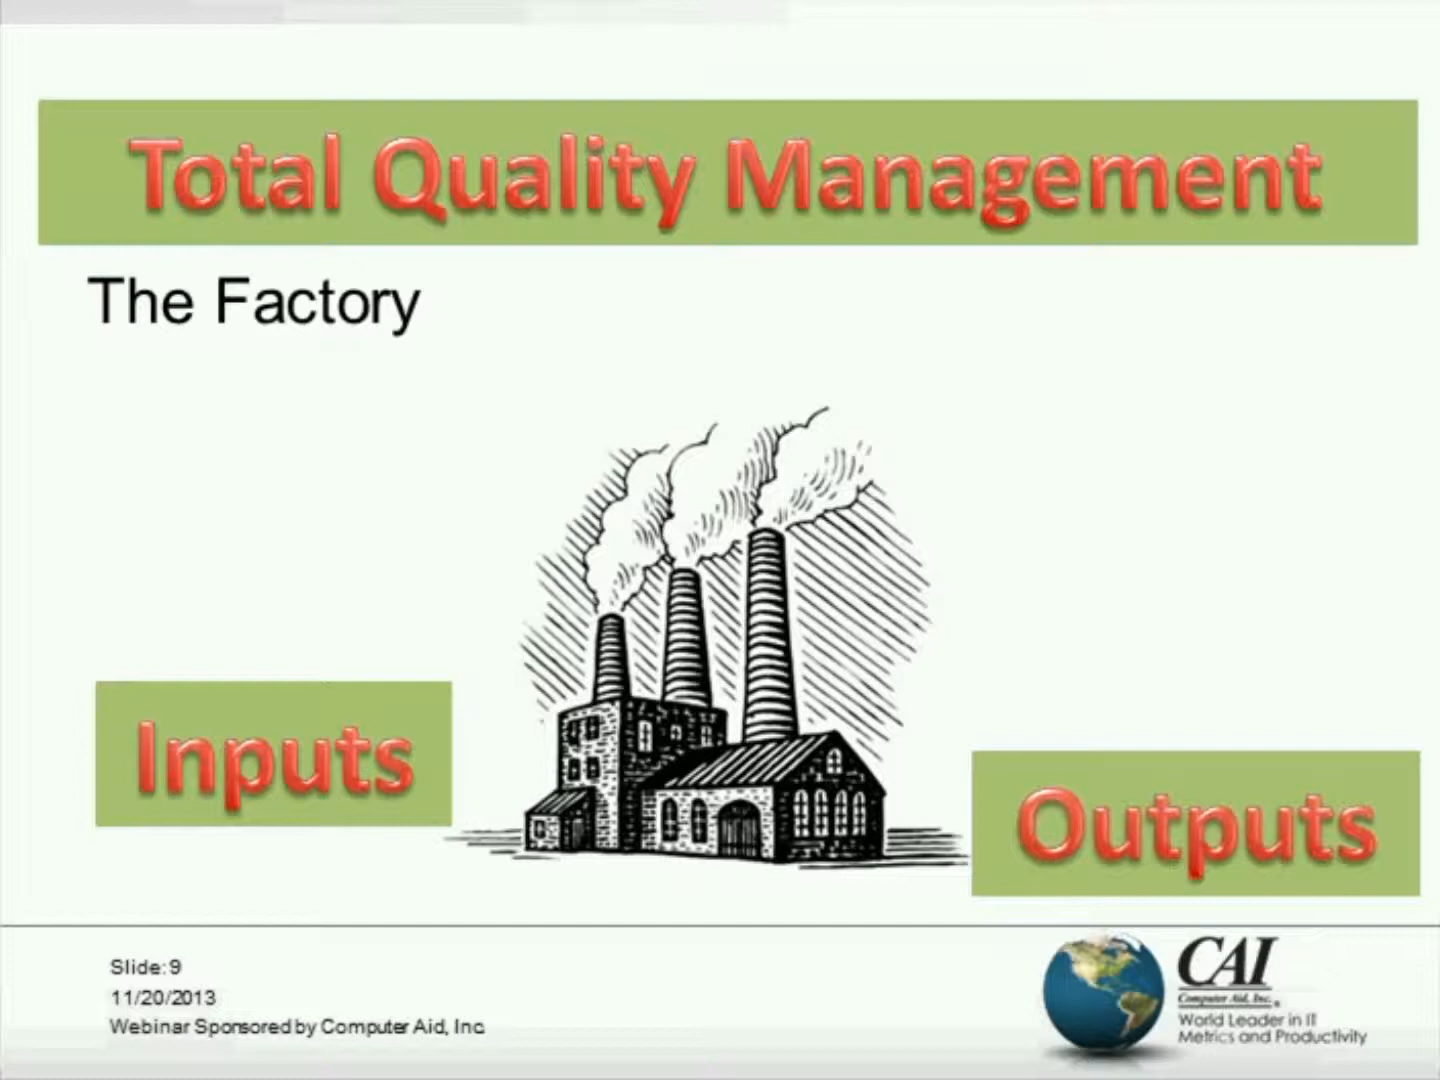 Total Quality Management
The Factory
Inputs
Outputs
Slide: 9
11/20/2013
Webinar Sponsored by Computer Aid, Inc
CAI
Computer Aid, Inc.
World Leader in IT
Metrics and Productivity